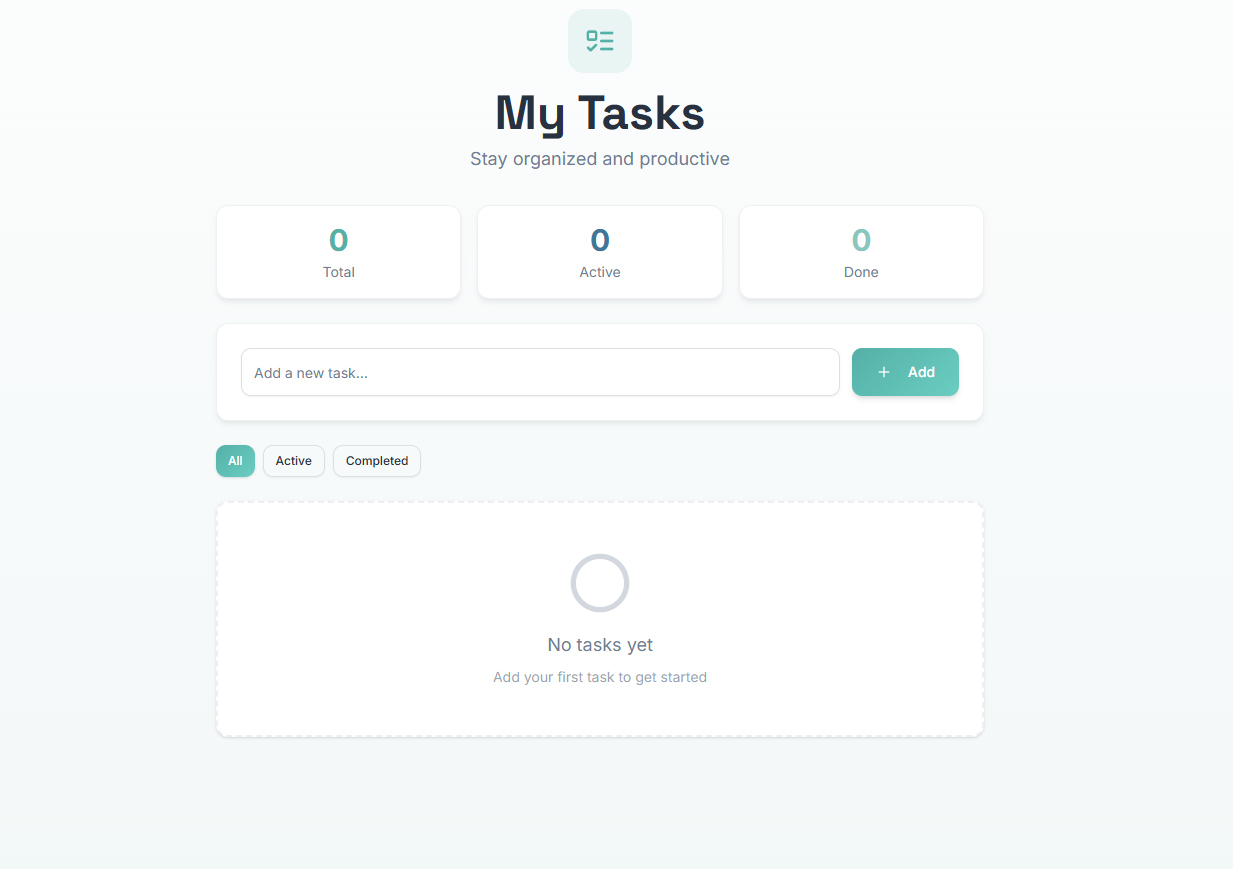 My Tasks
Stay organized and productive
0
Total
0
Active
0
Done
Add a new task...
+ Add
All
Active
Completed
No tasks yet
Add your first task to get started